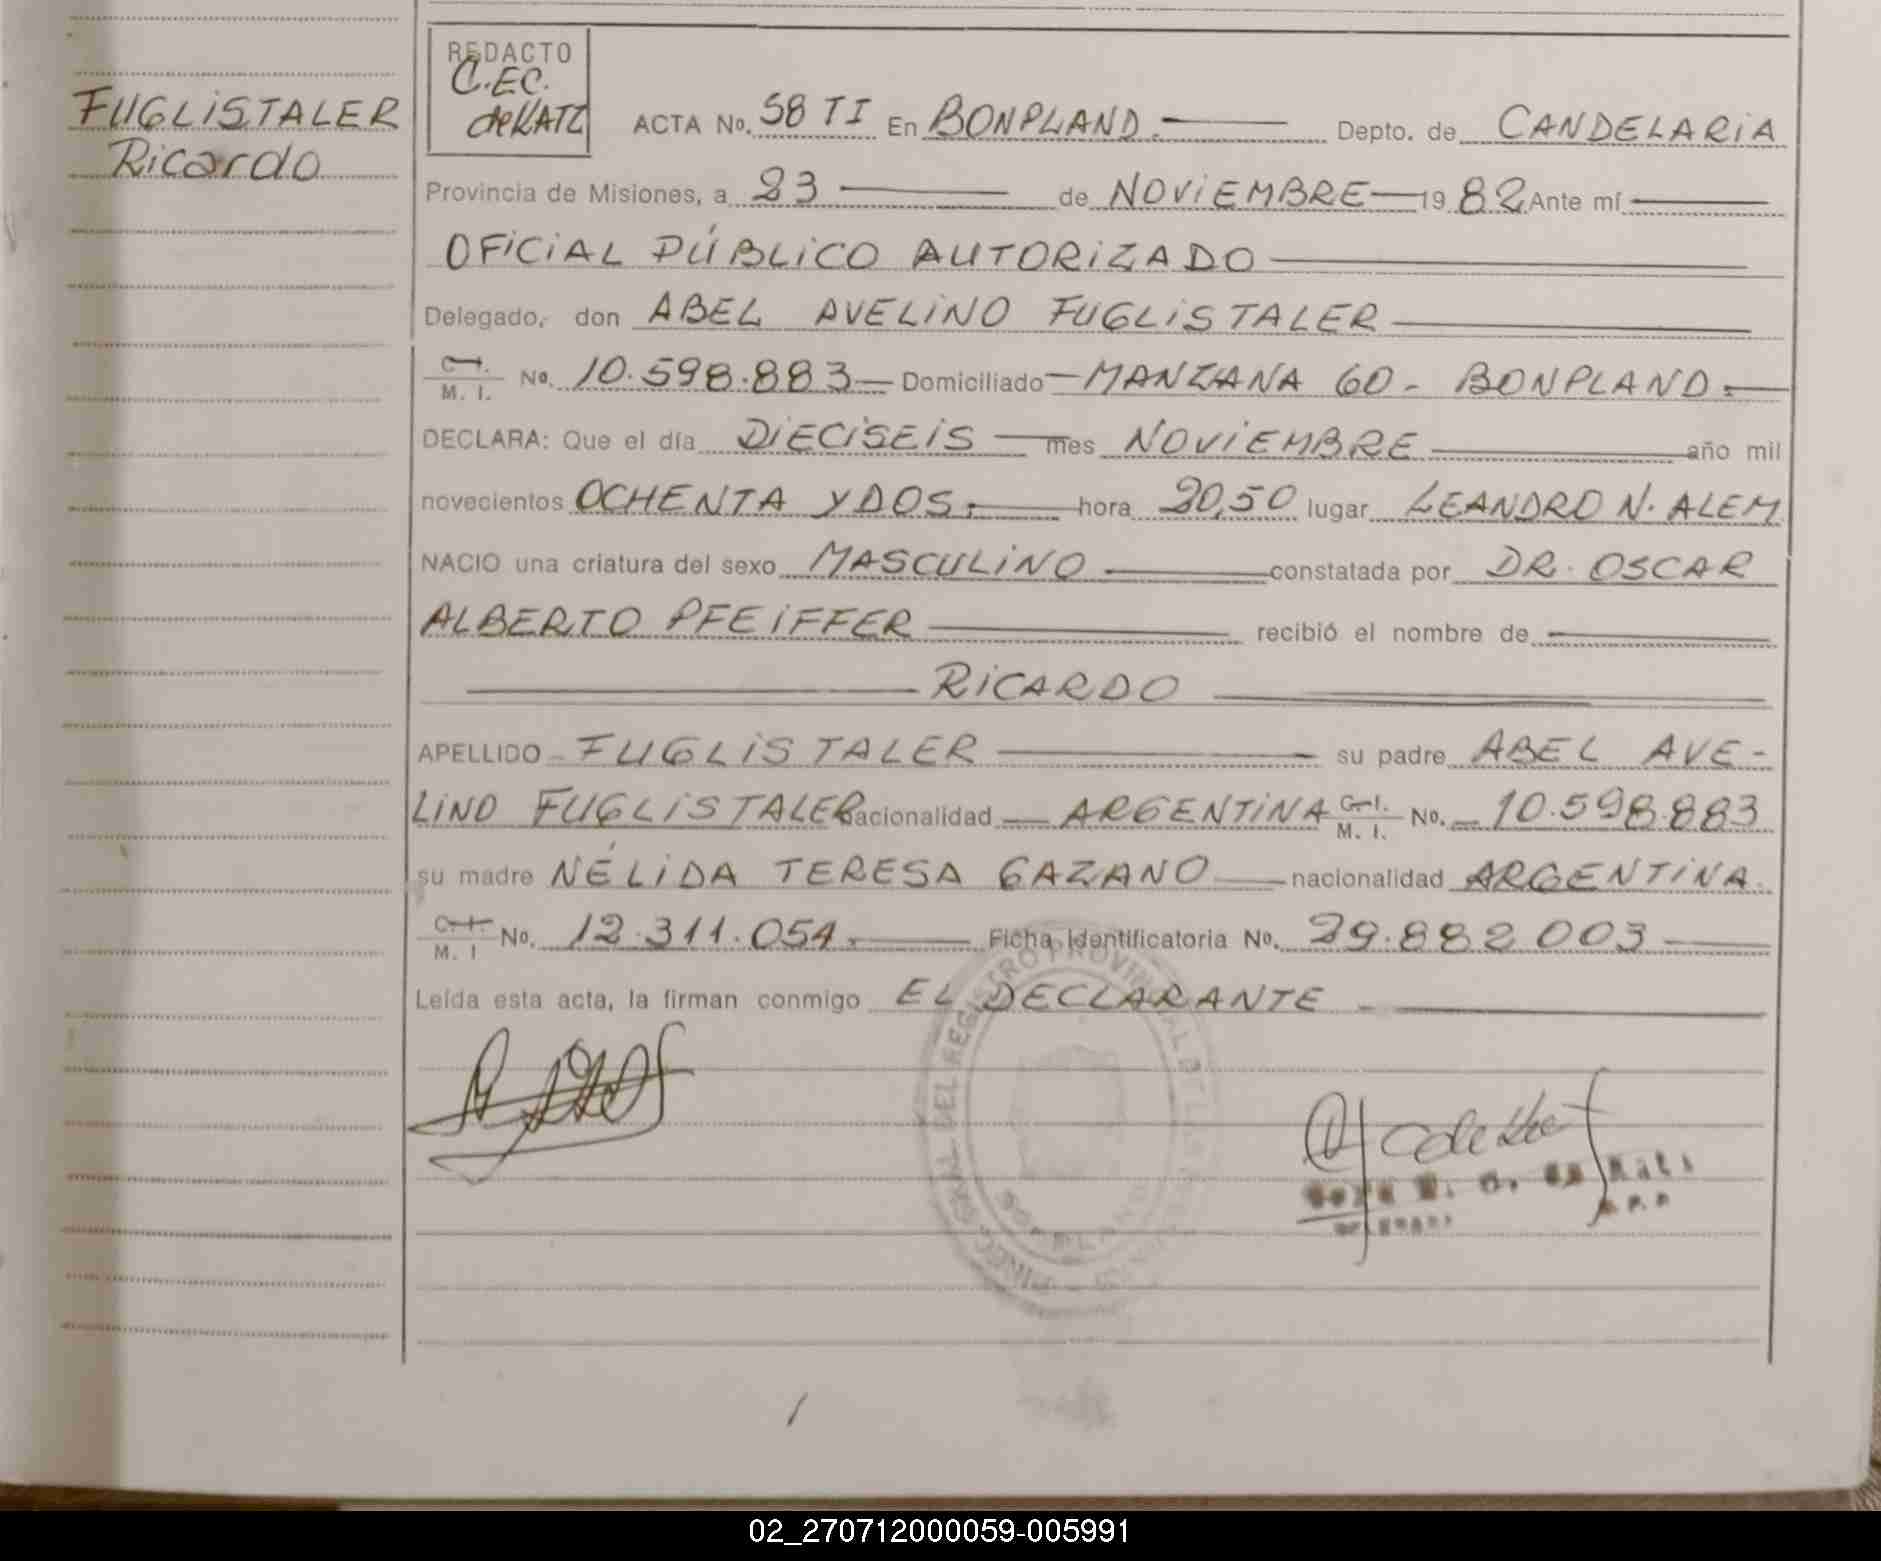 FUGLISTALER
Ricardo
REDACTO
C.EC.
de KATZ
ACTA No. 58 TI En BONPLAND. Depto. de CANDELARIA
Provincia de Misiones, a 23 de NOVIEMBRE 19 82 Ante mí
OFICIAL PÚBLICO AUTORIZADO
Delegado, don ABEL AVELINO FUGLISTALER
C. I. / M. I. No. 10.598.883 Domiciliado MANZANA 60 - BONPLAND.
DECLARA: Que el día DIECISEIS mes NOVIEMBRE año mil
novecientos OCHENTA Y DOS. hora 20,50 lugar LEANDRO N. ALEM
NACIO una criatura del sexo MASCULINO constatada por DR. OSCAR
ALBERTO PFEIFFER recibió el nombre de
RICARDO
APELLIDO FUGLISTALER su padre ABEL AVE-
LINO FUGLISTALER nacionalidad ARGENTINA C. I. / M. I. No. 10.598.883
su madre NÉLIDA TERESA GAZANO nacionalidad ARGENTINA
C. I. / M. I No. 12.311.054. Ficha Identificatoria No. 29.882 003
Leída esta acta, la firman conmigo EL DECLARANTE
BONPLAND
02_270712000059-005991